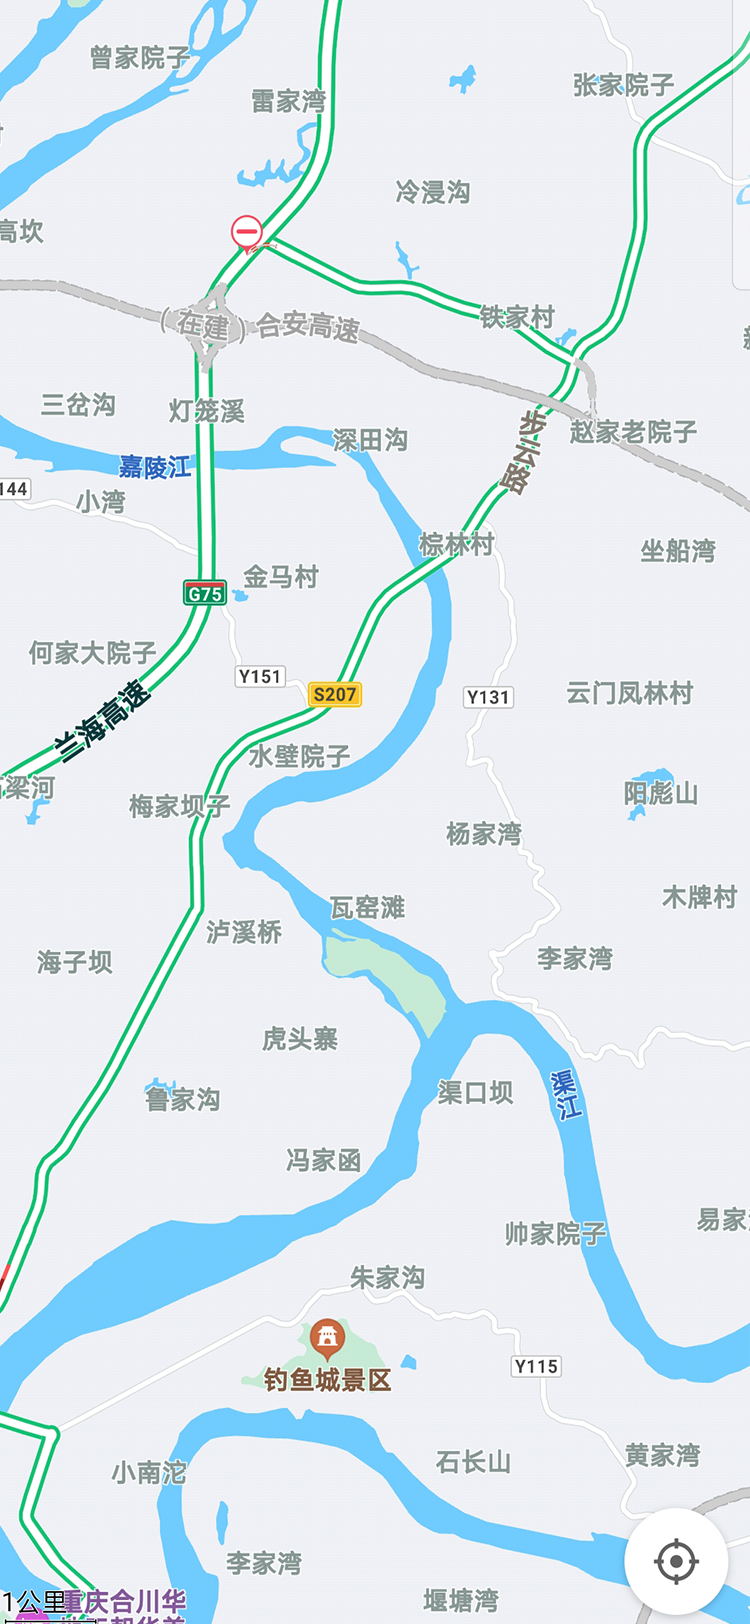 曾家院子
张家院子
雷家湾
冷浸沟
高坎
铁家村
(在建)
合安高速
三岔沟
灯笼溪
步云路
赵家老院子
深田沟
嘉陵江
144
小湾
棕林村
坐船湾
金马村
G75
何家大院子
Y151
S207
Y131
云门凤林村
兰海高速
水壁院子
梁河
阳彪山
梅家坝子
杨家湾
木牌村
瓦窑滩
泸溪桥
海子坝
李家湾
虎头寨
渠江
渠口坝
鲁家沟
冯家函
易家
帅家院子
朱家沟
Y115
钓鱼城景区
黄家湾
石长山
小南沱
李家湾
1公里
重庆合川华
堰塘湾